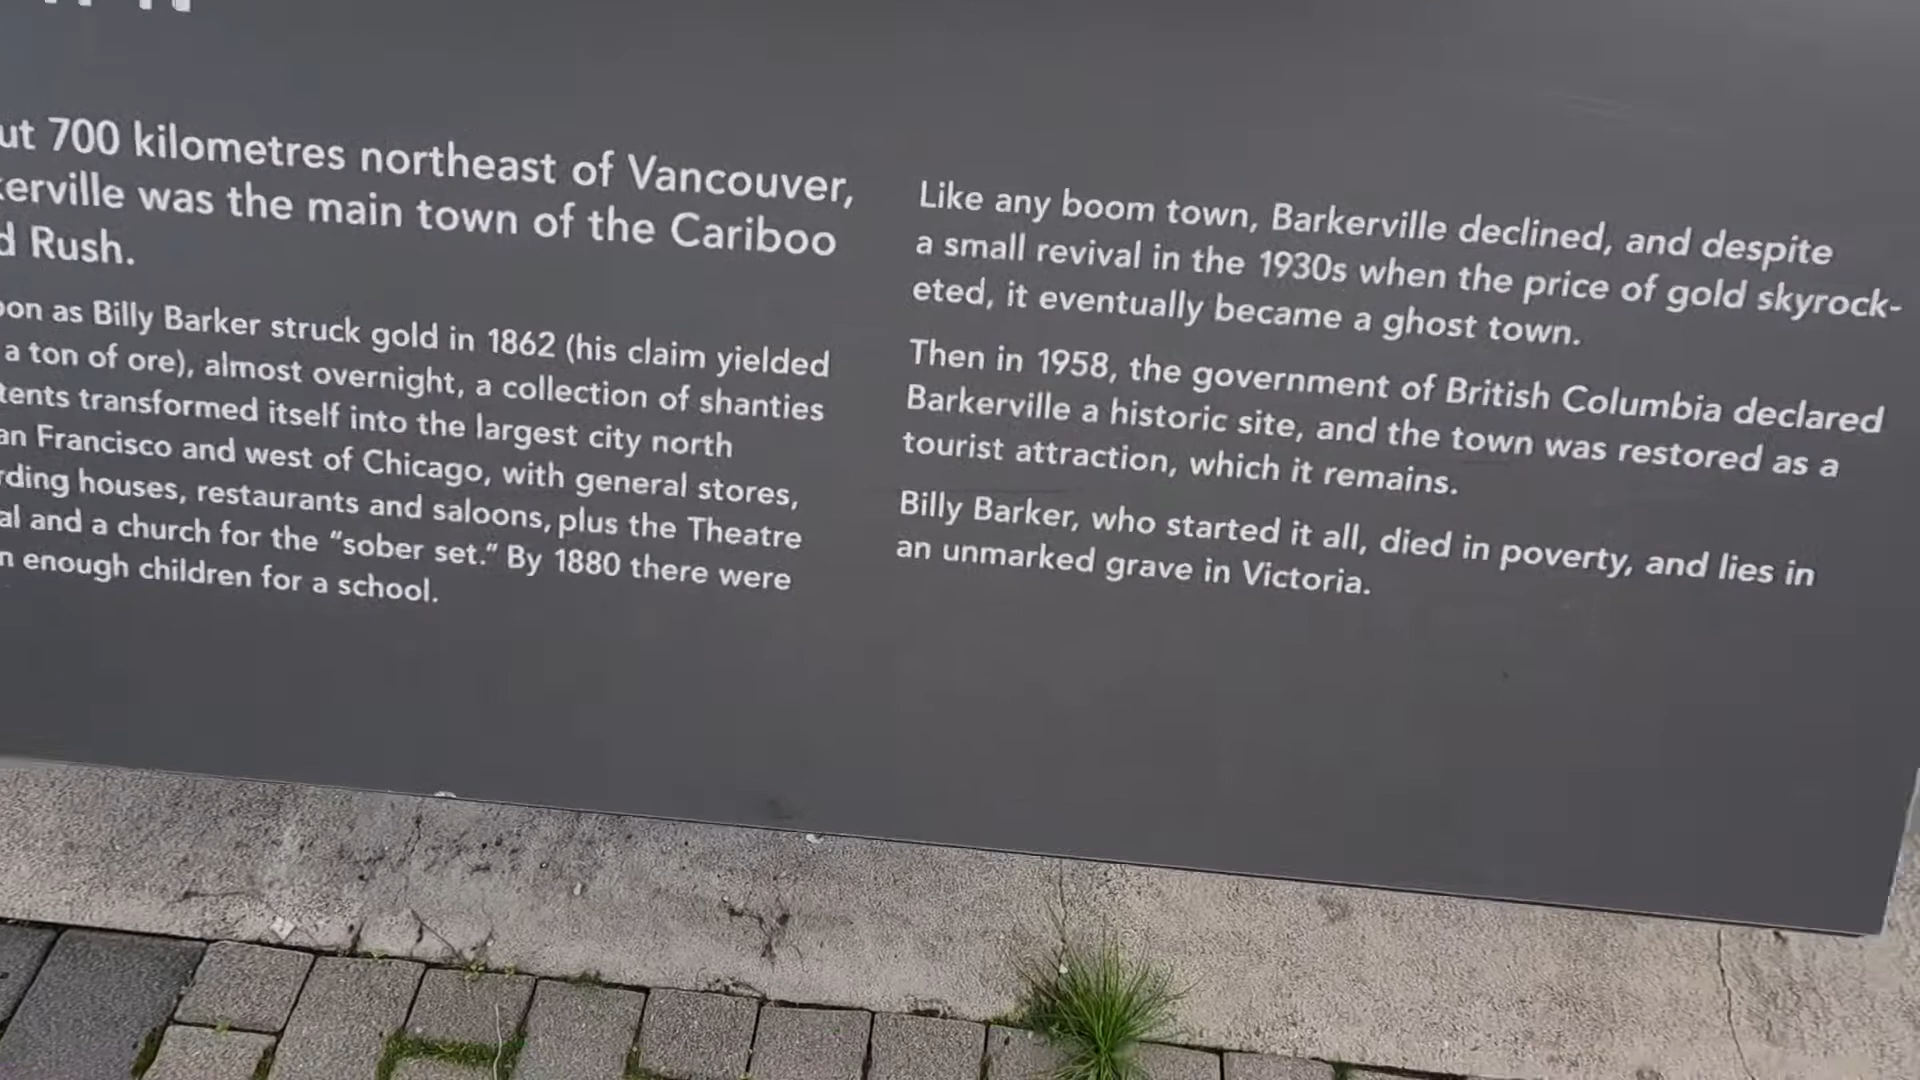 700 kilometres northeast of Vancouver,
was the main town of the Cariboo
Rush.
as Billy Barker struck gold in 1862 (his claim yielded
a ton of ore), almost overnight, a collection of shanties
tents transformed itself into the largest city north
Francisco and west of Chicago, with general stores,
houses, restaurants and saloons, plus the Theatre
and a church for the “sober set.” By 1880 there were
enough children for a school.
Like any boom town, Barkerville declined, and despite
a small revival in the 1930s when the price of gold skyrock-
eted, it eventually became a ghost town.
Then in 1958, the government of British Columbia declared
Barkerville a historic site, and the town was restored as a
tourist attraction, which it remains.
Billy Barker, who started it all, died in poverty, and lies in
an unmarked grave in Victoria.